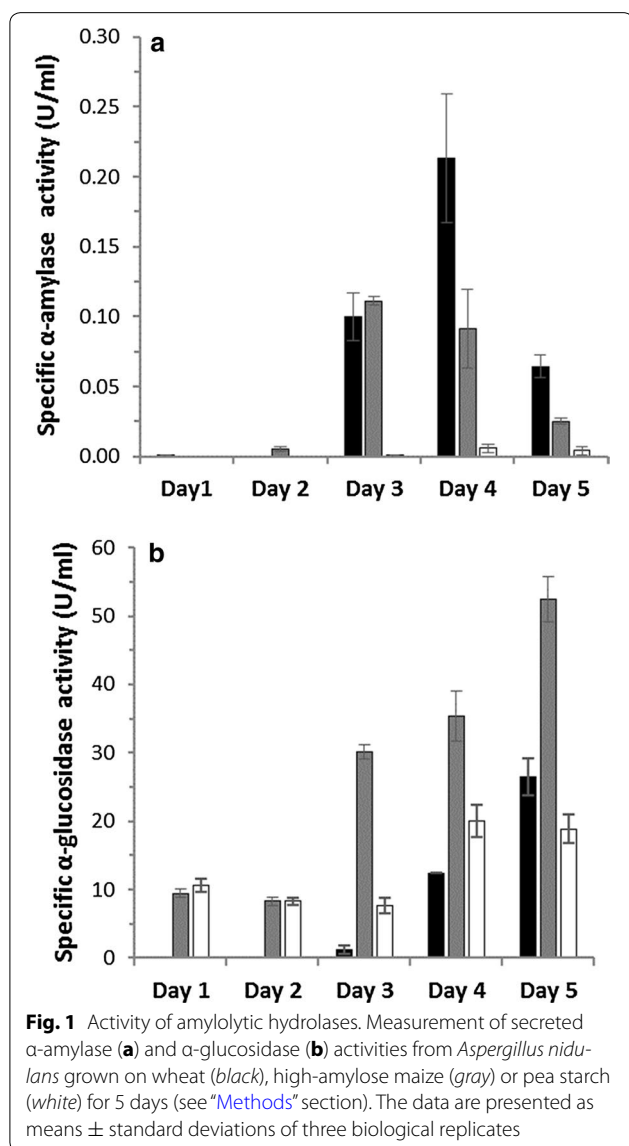 a
Specific α-amylase activity (U/ml)
0.30
0.25
0.20
0.15
0.10
0.05
0.00
Day1 Day 2 Day 3 Day 4 Day 5
b
Specific α-glucosidase activity (U/ml)
60
50
40
30
20
10
0
Day 1 Day 2 Day 3 Day 4 Day 5
Fig. 1 Activity of amylolytic hydrolases. Measurement of secreted
α-amylase (a) and α-glucosidase (b) activities from Aspergillus nidu-
lans grown on wheat (black), high-amylose maize (gray) or pea starch
(white) for 5 days (see “Methods” section). The data are presented as
means ± standard deviations of three biological replicates